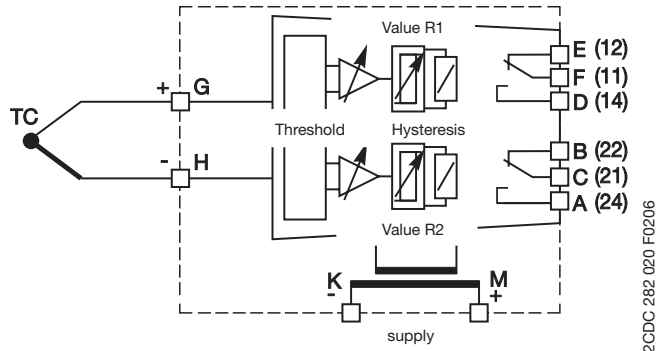 Value R1
E (12)
+ G
F (11)
TC
D (14)
Threshold Hysteresis
B (22)
- H
C (21)
A (24)
Value R2
K M
- +
supply
2CDC 282 020 F0206